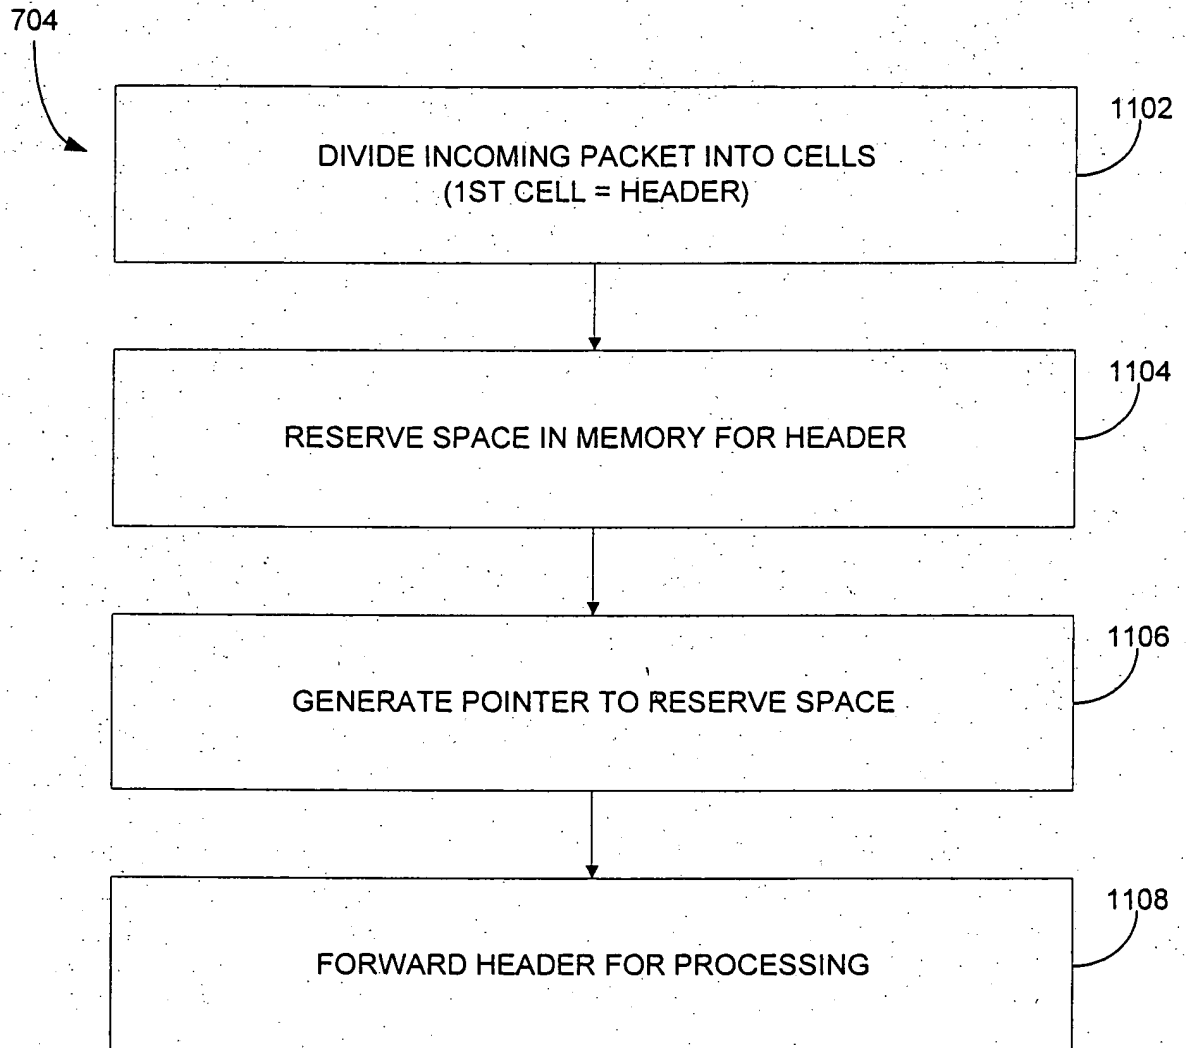 704
1102
DIVIDE INCOMING PACKET INTO CELLS
(1ST CELL = HEADER)
1104
RESERVE SPACE IN MEMORY FOR HEADER
1106
GENERATE POINTER TO RESERVE SPACE
1108
FORWARD HEADER FOR PROCESSING